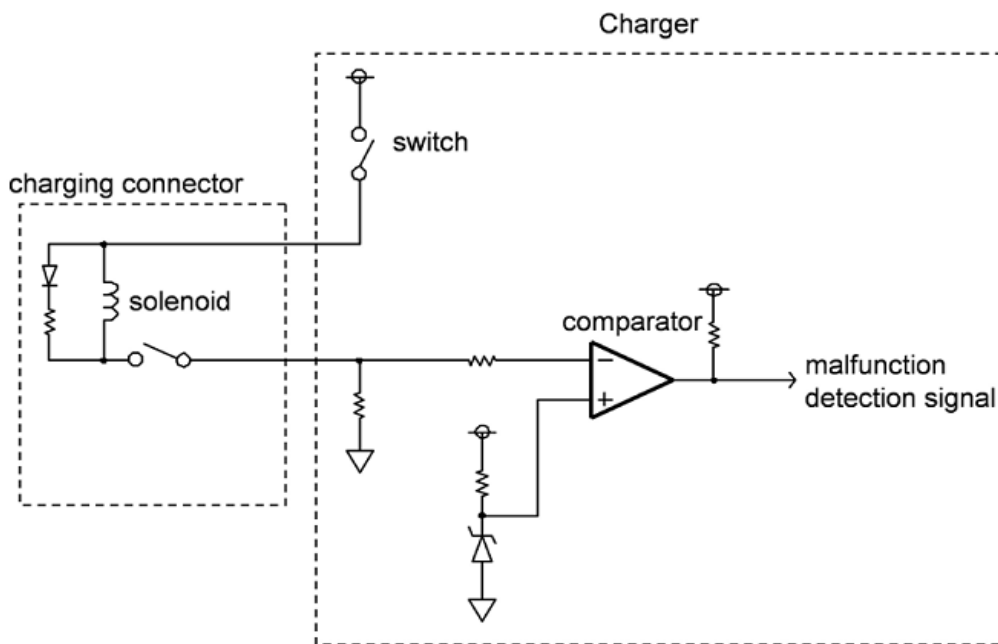 Charger
switch
charging connector
solenoid
comparator
malfunction
detection signal